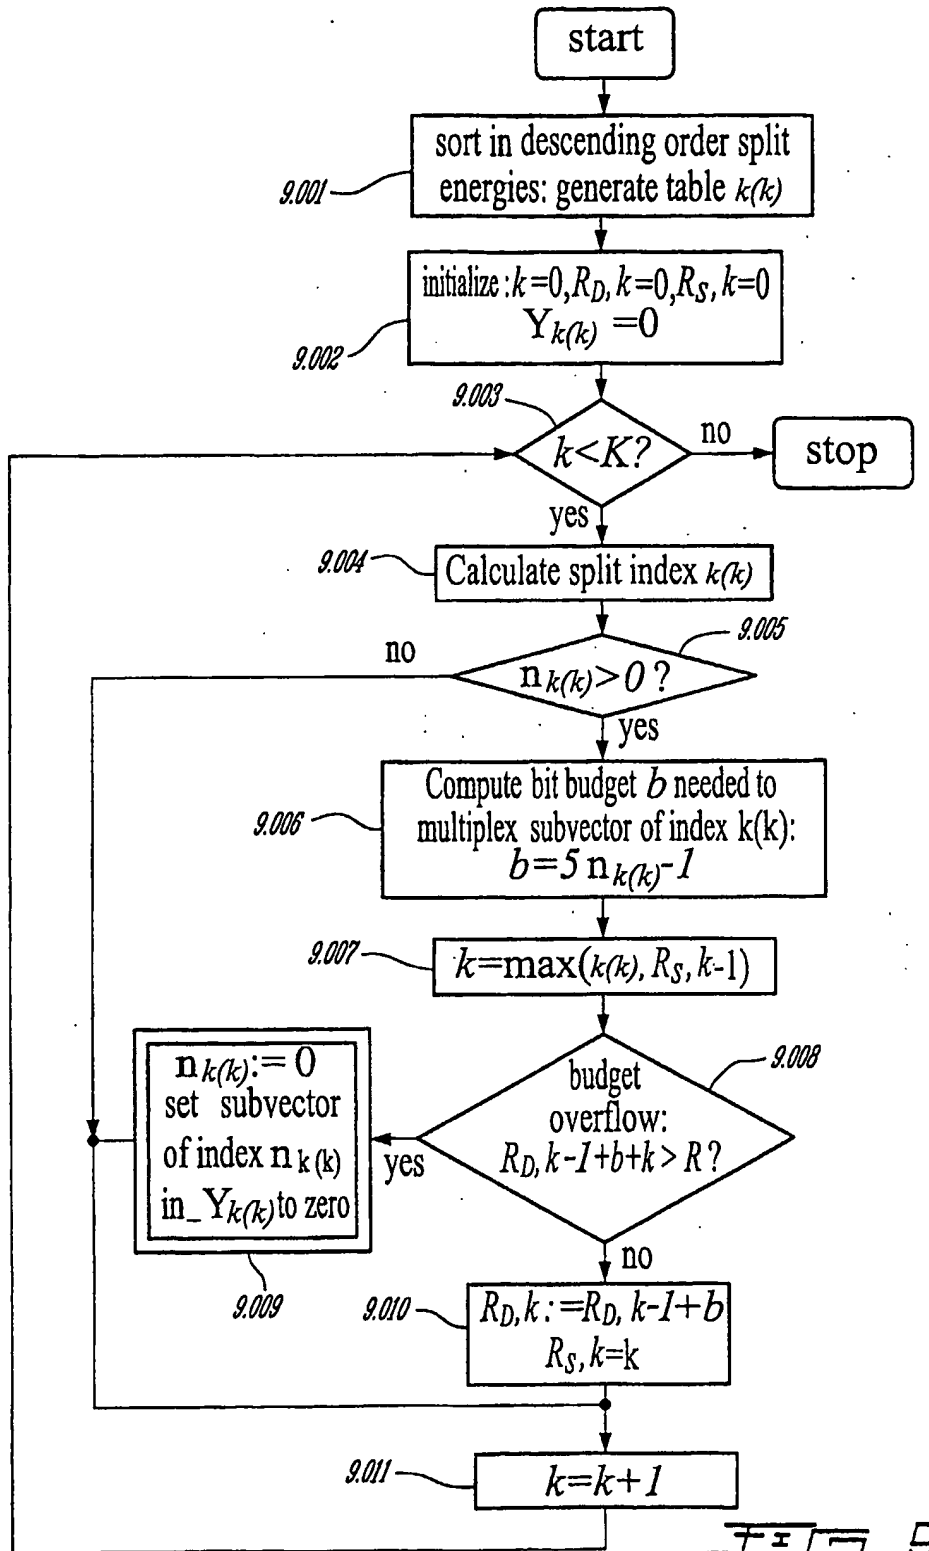 start
sort in descending order split
energies: generate table k(k)
9.001
initialize: k=0, R_D, k=0, R_S, k=0
Y_k(k) =0
9.002
9.003
k<K?
no
stop
yes
9.004
Calculate split index k(k)
9.005
no
n_k(k)>0 ?
yes
Compute bit budget b needed to
multiplex subvector of index k(k):
b=5 n_k(k)-1
9.006
9.007
k=max(k(k), R_S, k-1)
9.008
budget
overflow:
R_D, k-1+b+k > R ?
n_k(k):= 0
set subvector
of index n_k(k)
in_ Y_k(k) to zero
yes
9.009
no
9.010
R_D, k:=R_D, k-1+b
R_S, k=k
9.011
k=k+1